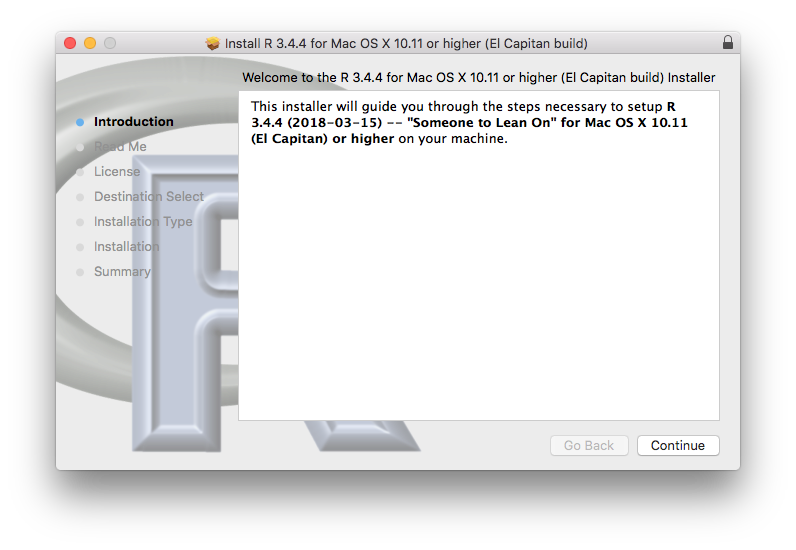 Install R 3.4.4 for Mac OS X 10.11 or higher (El Capitan build)
Welcome to the R 3.4.4 for Mac OS X 10.11 or higher (El Capitan build) Installer
Introduction
Read Me
License
Destination Select
Installation Type
Installation
Summary
This installer will guide you through the steps necessary to setup R
3.4.4 (2018-03-15) -- "Someone to Lean On" for Mac OS X 10.11
(El Capitan) or higher on your machine.
R
Go Back
Continue